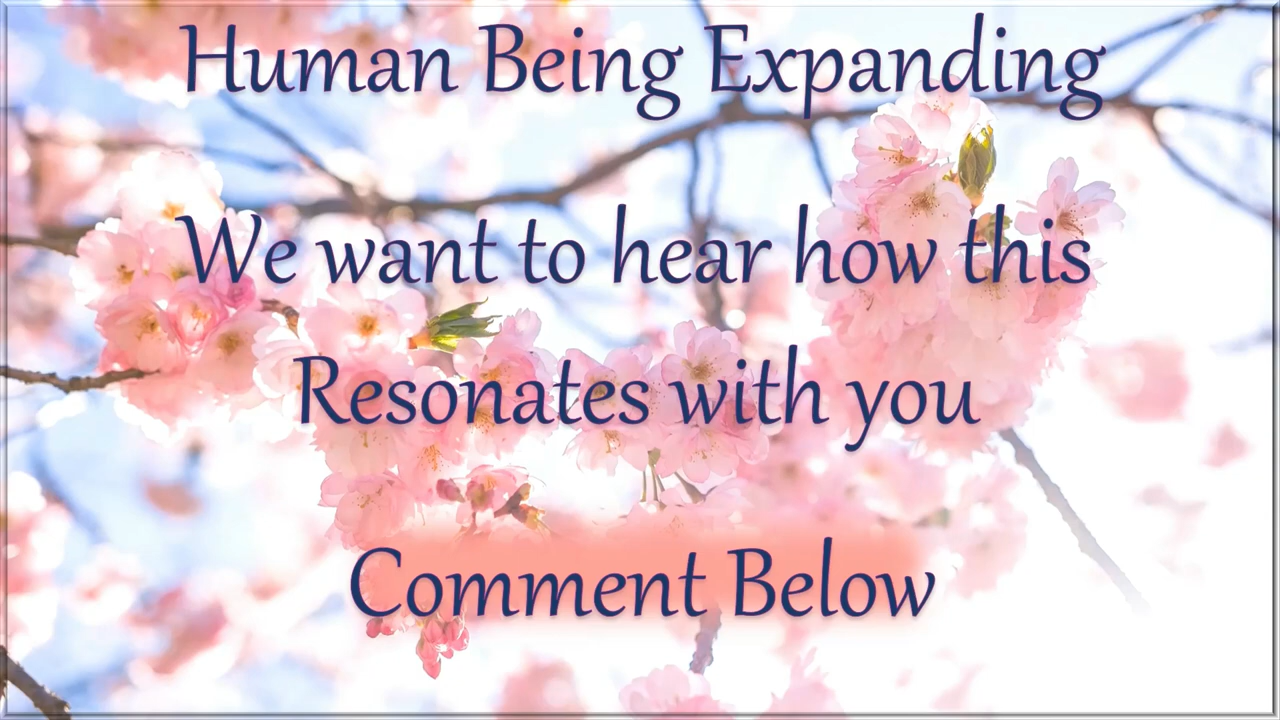 Human Being Expanding
We want to hear how this
Resonates with you
Comment Below